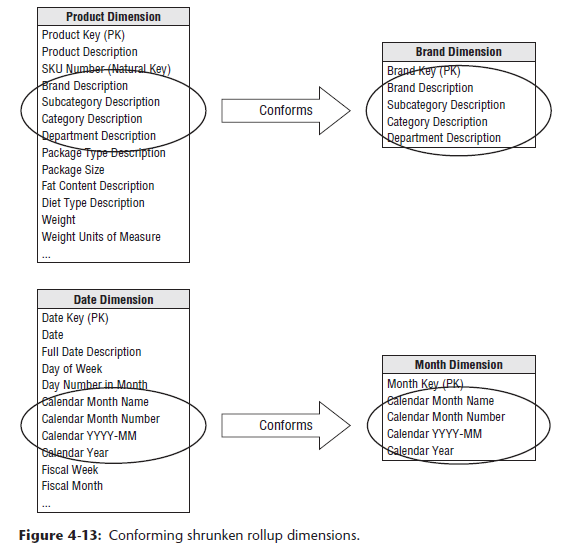 Product Dimension
Product Key (PK)
Product Description
SKU Number (Natural Key)
Brand Description
Subcategory Description
Category Description
Department Description
Package Type Description
Package Size
Fat Content Description
Diet Type Description
Weight
Weight Units of Measure
...
Conforms
Brand Dimension
Brand Key (PK)
Brand Description
Subcategory Description
Category Description
Department Description
Date Dimension
Date Key (PK)
Date
Full Date Description
Day of Week
Day Number in Month
Calendar Month Name
Calendar Month Number
Calendar YYYY-MM
Calendar Year
Fiscal Week
Fiscal Month
...
Conforms
Month Dimension
Month Key (PK)
Calendar Month Name
Calendar Month Number
Calendar YYYY-MM
Calendar Year
Figure 4-13: Conforming shrunken rollup dimensions.